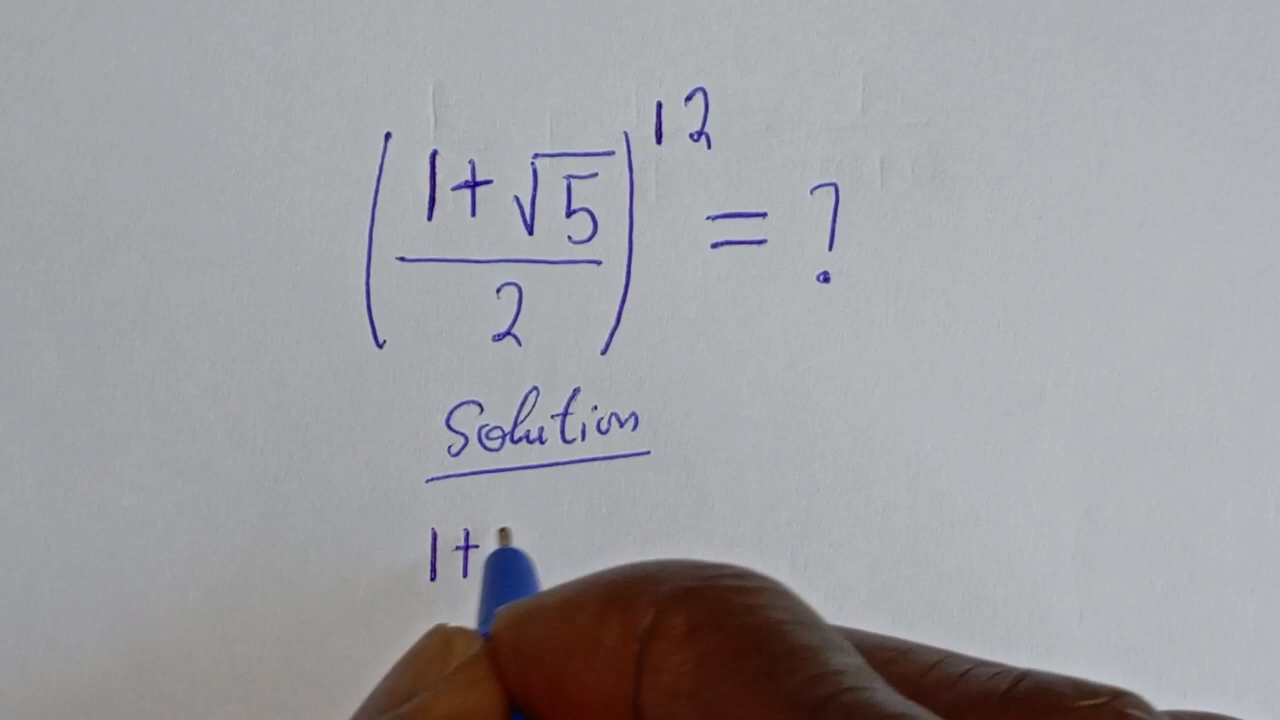 (1+√5/2)^12 = ?
Solution
1+